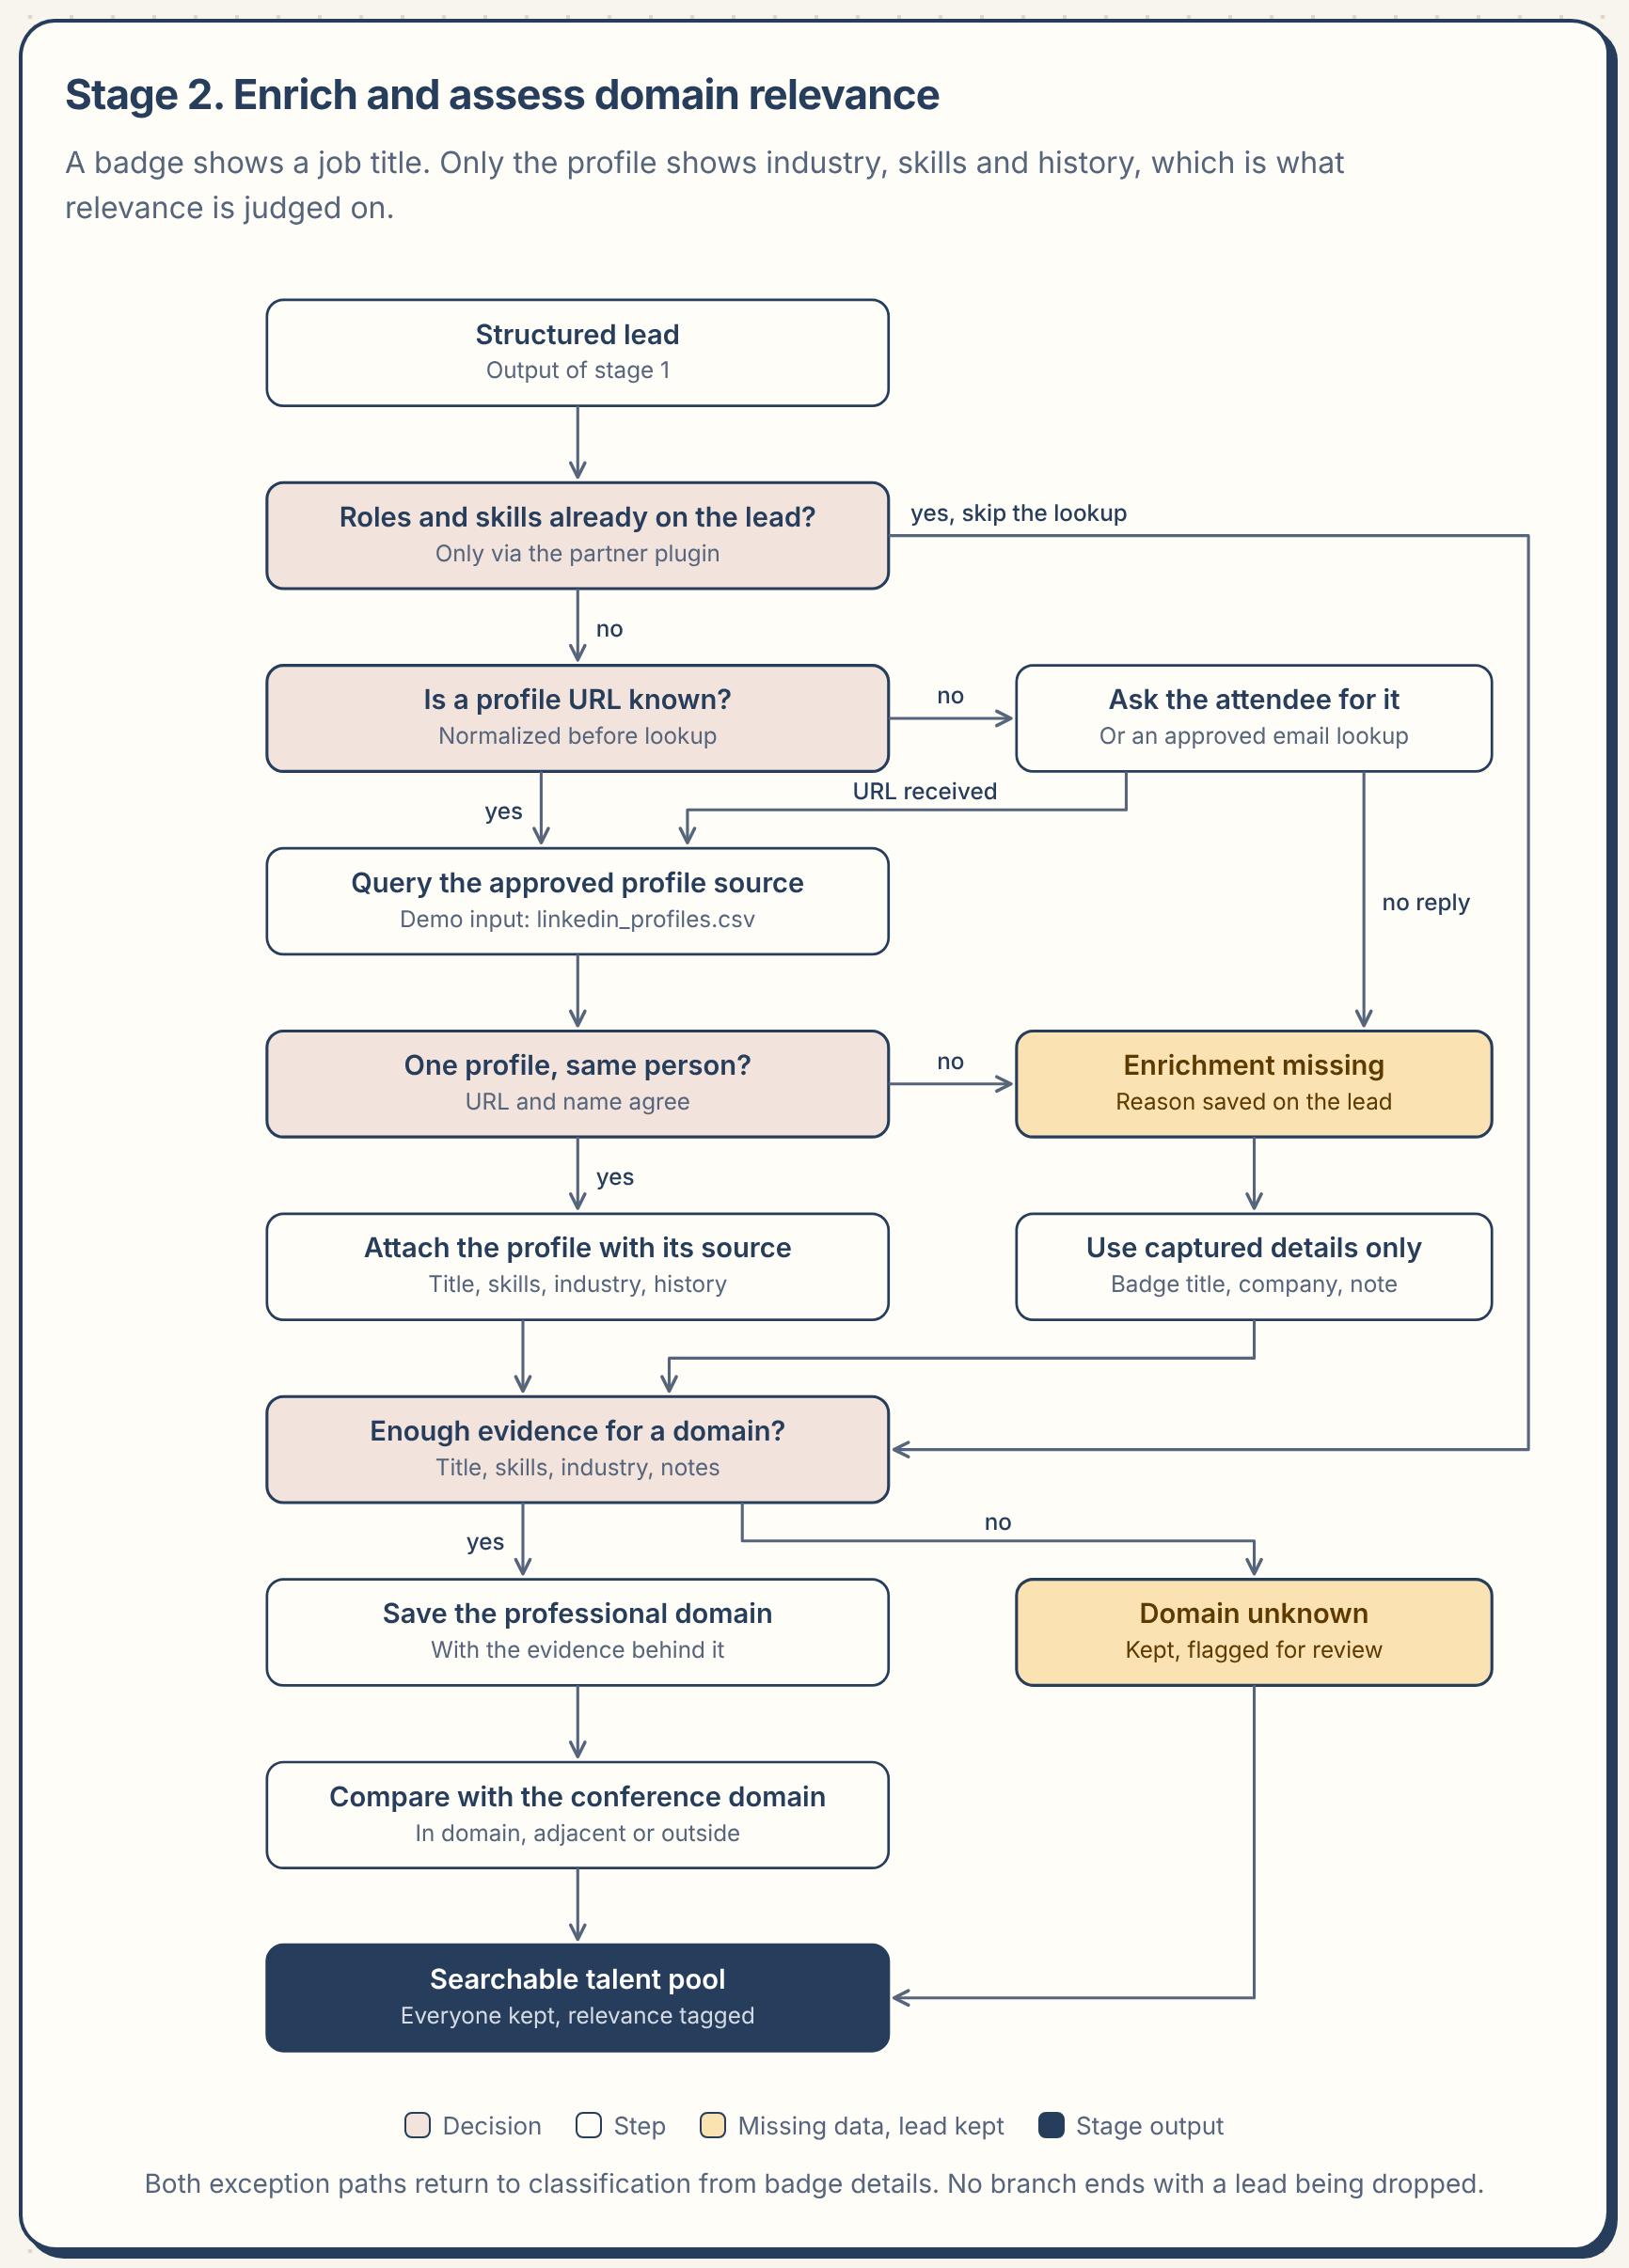 Stage 2. Enrich and assess domain relevance
A badge shows a job title. Only the profile shows industry, skills and history, which is what
relevance is judged on.
Structured lead
Output of stage 1
Roles and skills already on the lead?
Only via the partner plugin
yes, skip the lookup
no
Is a profile URL known?
Normalized before lookup
no
Ask the attendee for it
Or an approved email lookup
yes
URL received
Query the approved profile source
Demo input: linkedin_profiles.csv
no reply
One profile, same person?
URL and name agree
no
Enrichment missing
Reason saved on the lead
yes
Attach the profile with its source
Title, skills, industry, history
Use captured details only
Badge title, company, note
Enough evidence for a domain?
Title, skills, industry, notes
yes
no
Save the professional domain
With the evidence behind it
Domain unknown
Kept, flagged for review
Compare with the conference domain
In domain, adjacent or outside
Searchable talent pool
Everyone kept, relevance tagged
Decision
Step
Missing data, lead kept
Stage output
Both exception paths return to classification from badge details. No branch ends with a lead being dropped.